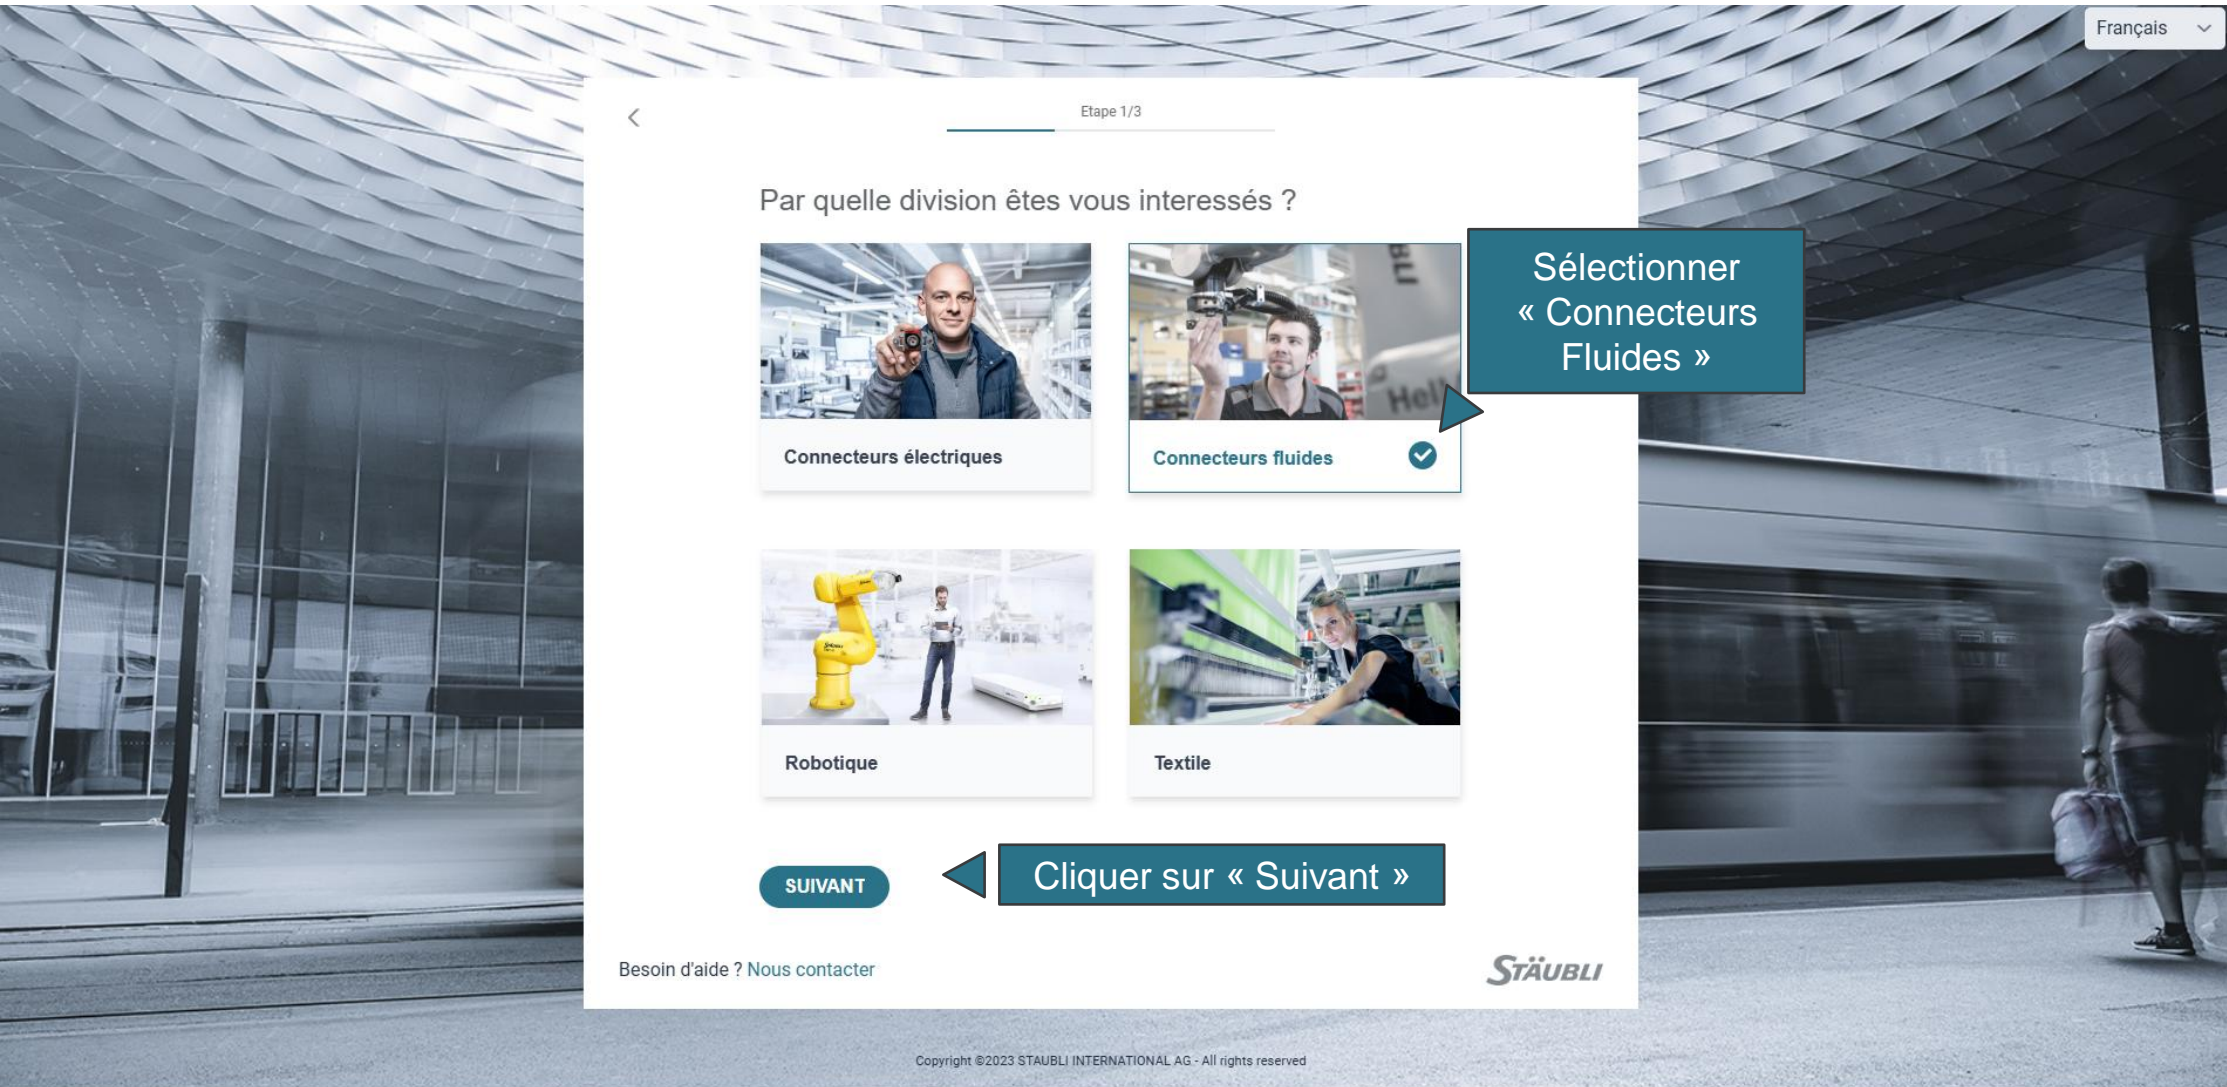 Français
Etape 1/3
Par quelle division êtes vous interessés ?
Sélectionner
« Connecteurs
Fluides »
Connecteurs électriques
Connecteurs fluides
Robotique
Textile
SUIVANT
Cliquer sur « Suivant »
Besoin d'aide ? Nous contacter
STÄUBLI
Copyright ©2023 STAUBLI INTERNATIONAL AG - All rights reserved